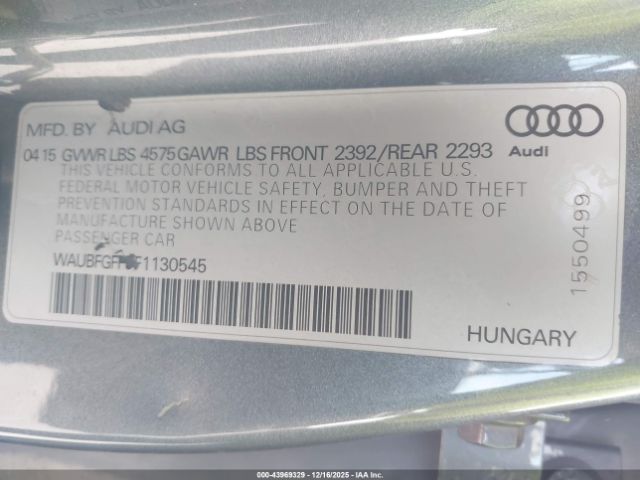 MFD. BY AUDI AG
04 15 GVWR LBS 4575 GAWR LBS FRONT 2392/REAR 2293
Audi
THIS VEHICLE CONFORMS TO ALL APPLICABLE U.S.
FEDERAL MOTOR VEHICLE SAFETY, BUMPER AND THEFT
PREVENTION STANDARDS IN EFFECT ON THE DATE OF
MANUFACTURE SHOWN ABOVE
PASSENGER CAR
1550499
HUNGARY
00-43969329 - 12/16/2025 - Copyright © IAA, Inc.